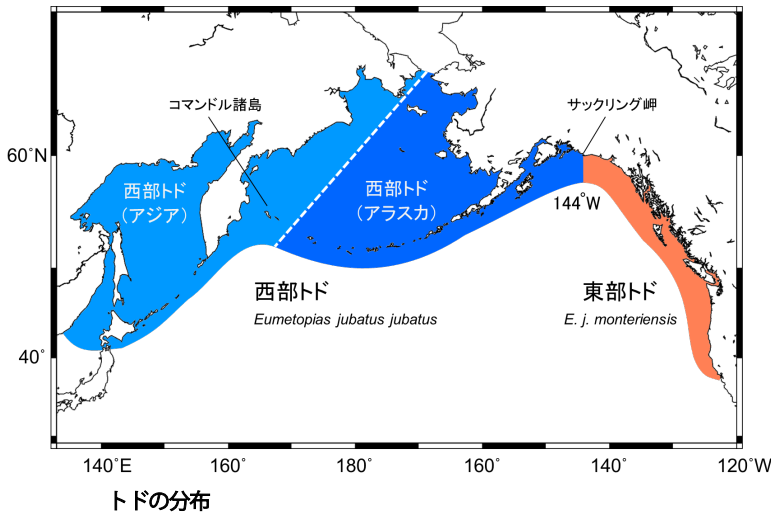 コマンドル諸島
サックリング岬
60˚N
西部トド
（アジア）
西部トド
（アラスカ）
144˚W
西部トド
Eumetopias jubatus jubatus
東部トド
E. j. monteriensis
40˚
140˚E
160˚
180˚
160˚
140˚
120˚W
トドの分布